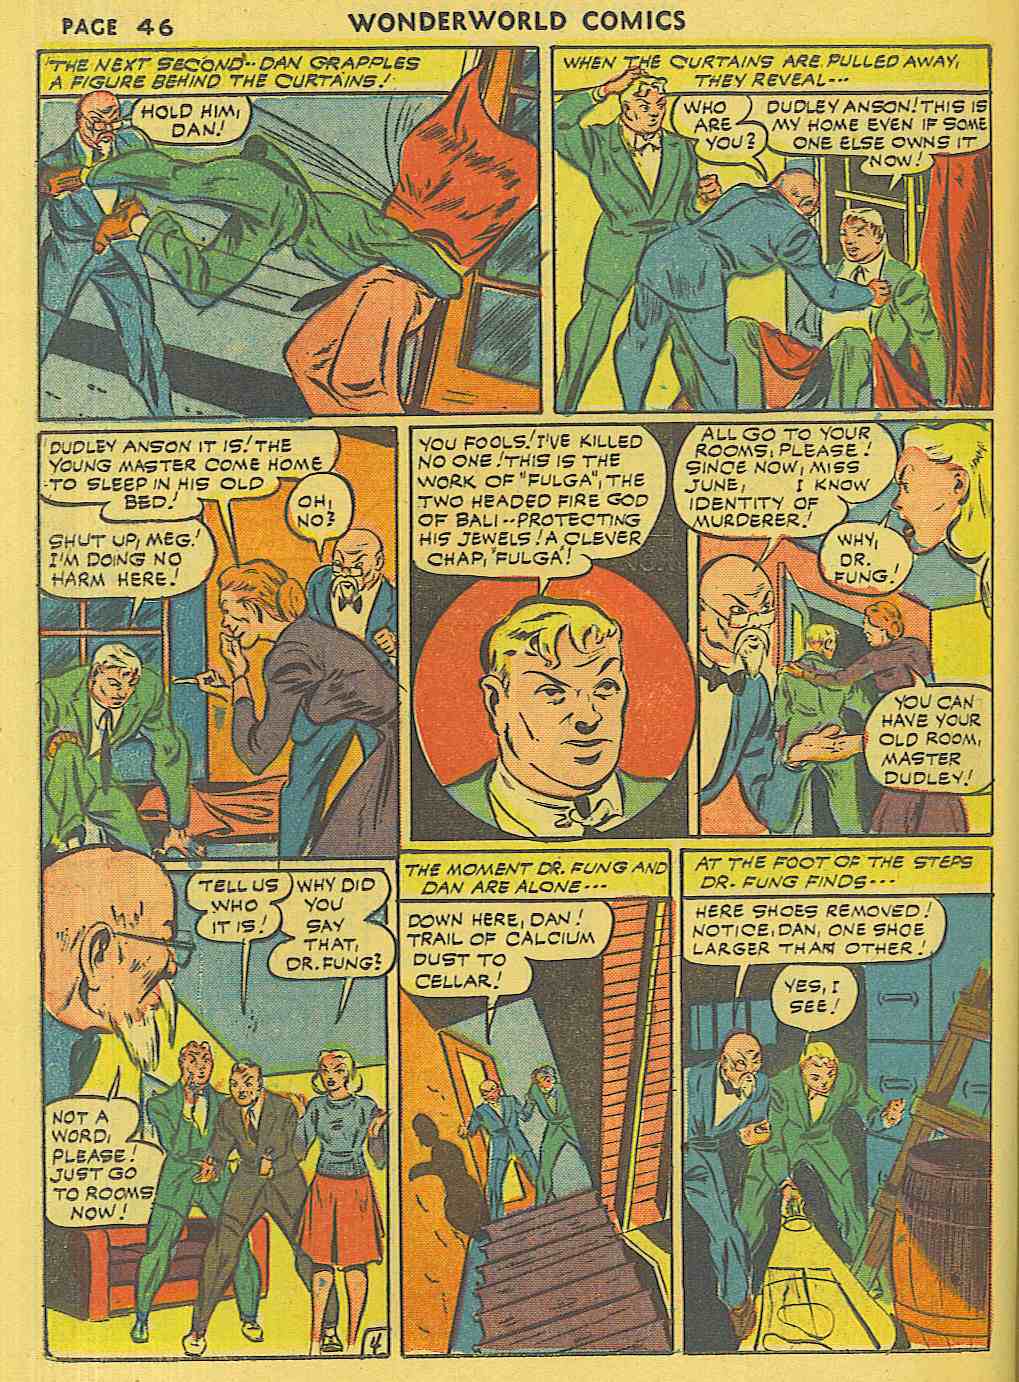 PAGE 46
WONDERWORLD COMICS
THE NEXT SECOND-- DAN GRAPPLES
A FIGURE BEHIND THE CURTAINS!
HOLD HIM,
DAN!
WHEN THE CURTAINS ARE PULLED AWAY,
THEY REVEAL---
WHO
ARE
YOU?
DUDLEY ANSON! THIS IS
MY HOME EVEN IF SOME
ONE ELSE OWNS IT
NOW!
DUDLEY ANSON IT IS! THE
YOUNG MASTER COME HOME
TO SLEEP IN HIS OLD
BED!
OH,
NO?
SHUT UP, MEG!
I'M DOING NO
HARM HERE!
YOU FOOLS! I'VE KILLED
NO ONE! THIS IS THE
WORK OF "FULGA", THE
TWO HEADED FIRE GOD
OF BALI--PROTECTING
HIS JEWELS! A CLEVER
CHAP, "FULGA"!
ALL GO TO YOUR
ROOMS, PLEASE!
SINCE NOW, MISS
JUNE, I KNOW
IDENTITY OF
MURDERER!
WHY,
DR.
FUNG!
YOU CAN
HAVE YOUR
OLD ROOM,
MASTER
DUDLEY!
TELL US
WHO
IT IS!
WHY DID
YOU
SAY
THAT,
DR. FUNG?
NOT A
WORD,
PLEASE!
JUST GO
TO ROOMS
NOW!
4
THE MOMENT DR. FUNG AND
DAN ARE ALONE---
DOWN HERE, DAN!
TRAIL OF CALCIUM
DUST TO
CELLAR!
AT THE FOOT OF THE STEPS
DR. FUNG FINDS---
HERE SHOES REMOVED!
NOTICE, DAN, ONE SHOE
LARGER THAN OTHER!
YES, I
SEE!